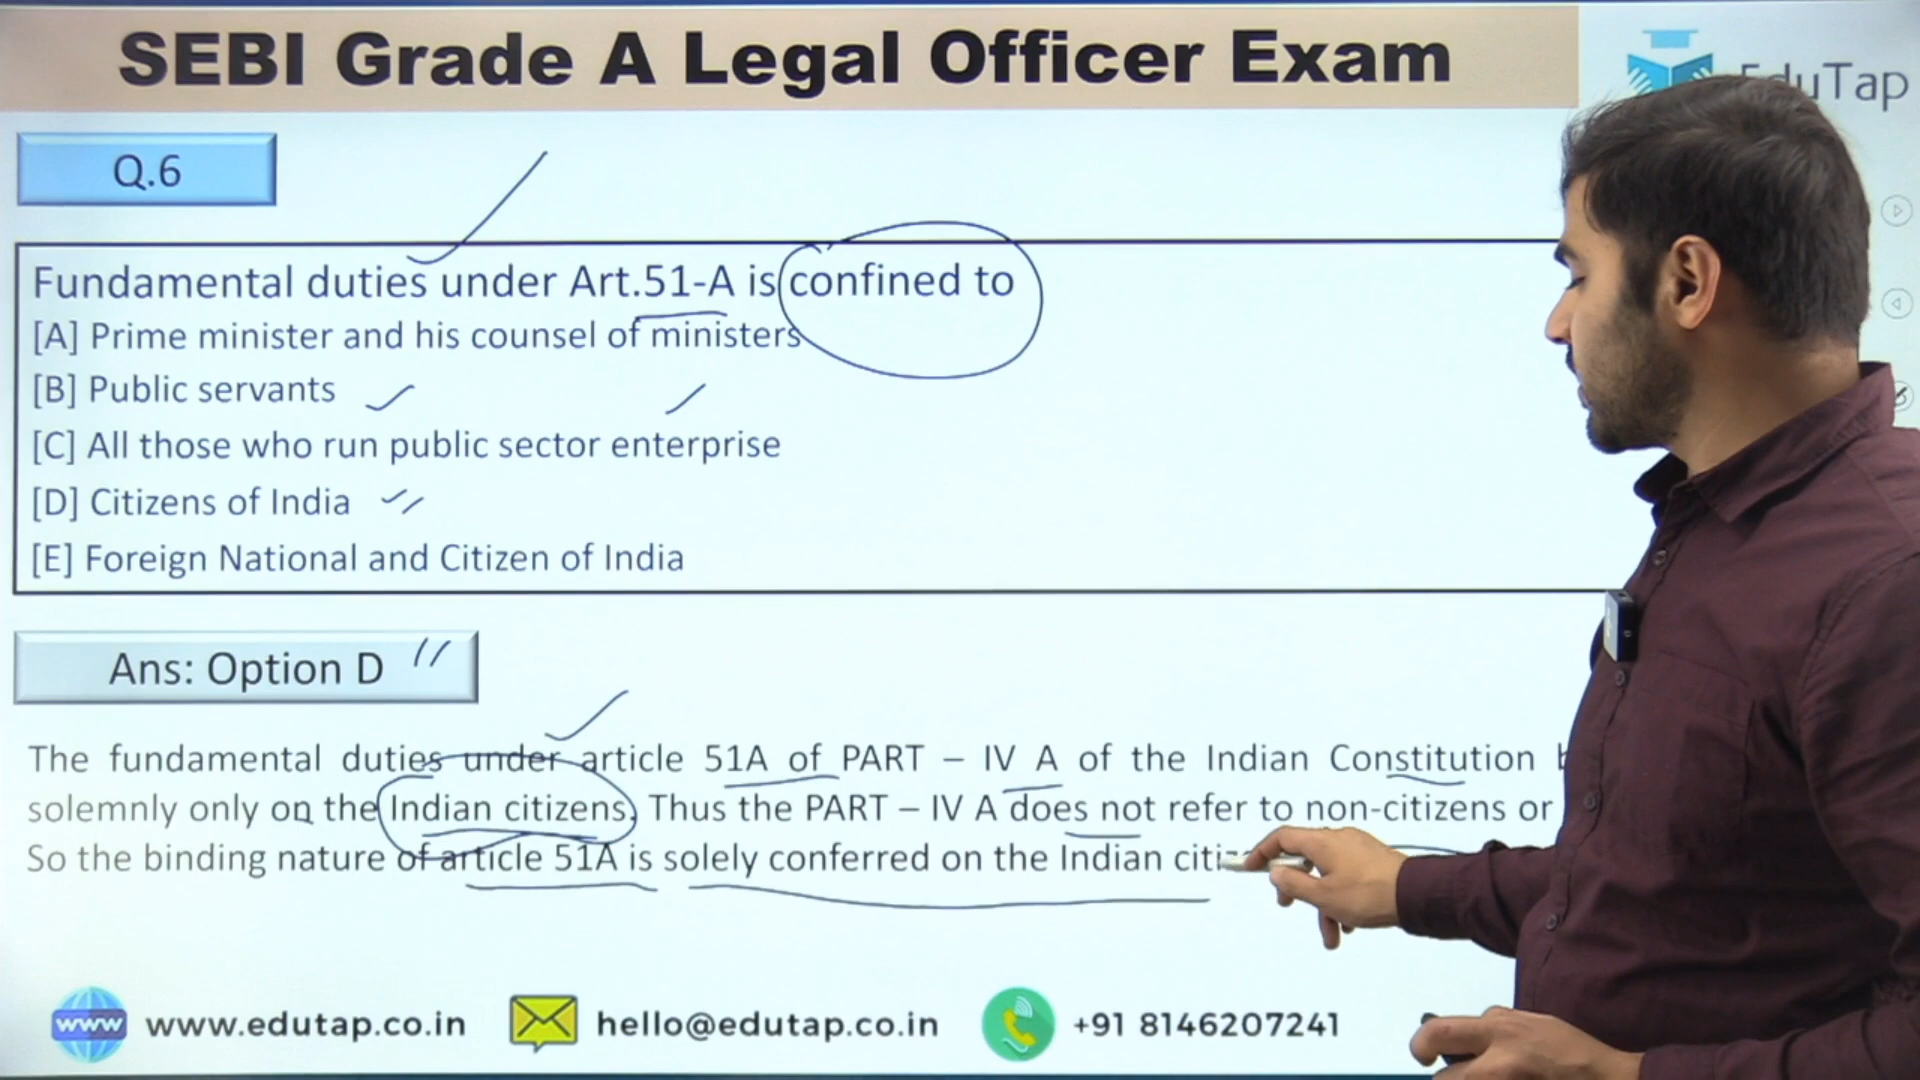 SEBI Grade A Legal Officer Exam
EduTap
Q.6
Fundamental duties under Art.51-A is confined to
[A] Prime minister and his counsel of ministers
[B] Public servants
[C] All those who run public sector enterprise
[D] Citizens of India
[E] Foreign National and Citizen of India
Ans: Option D
The fundamental duties under article 51A of PART – IV A of the Indian Constitution
solemnly only on the Indian citizens. Thus the PART – IV A does not refer to non-citizens or
So the binding nature of article 51A is solely conferred on the Indian
www www.edutap.co.in hello@edutap.co.in +91 8146207241